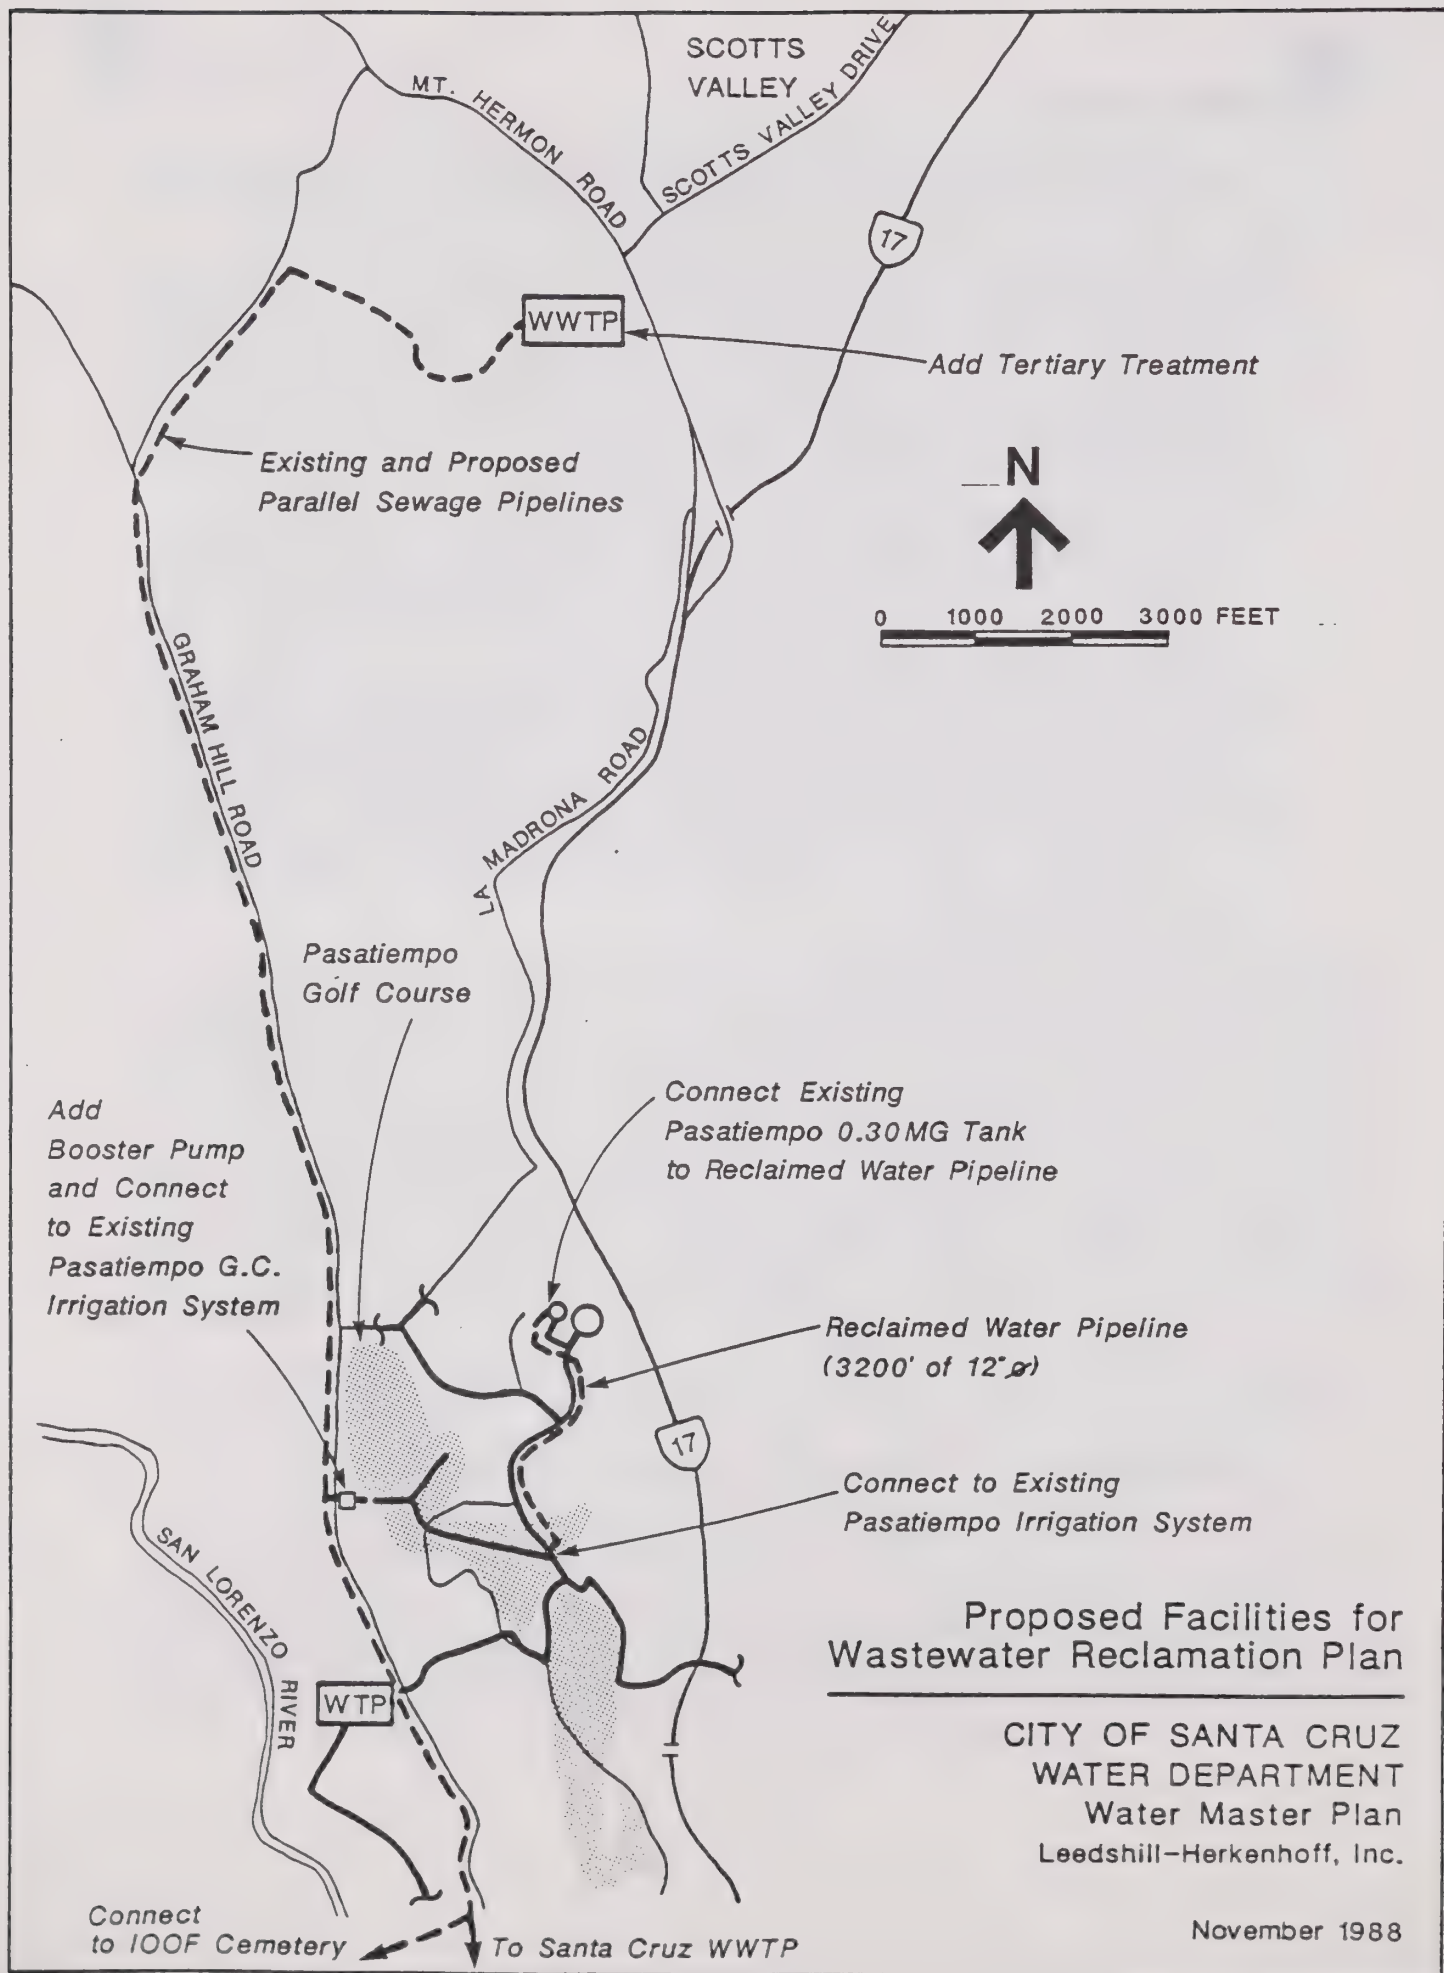 SCOTTS
VALLEY
MT. HERMON ROAD
SCOTTS VALLEY DRIVE
17
WWTP
Add Tertiary Treatment
Existing and Proposed
Parallel Sewage Pipelines
N
0 1000 2000 3000 FEET
GRAHAM HILL ROAD
LA MADRONA ROAD
Pasatiempo
Golf Course
Connect Existing
Pasatiempo 0.30MG Tank
to Reclaimed Water Pipeline
Add
Booster Pump
and Connect
to Existing
Pasatiempo G.C.
Irrigation System
Reclaimed Water Pipeline
(3200' of 12"ø)
17
Connect to Existing
Pasatiempo Irrigation System
SAN LORENZO RIVER
WTP
Proposed Facilities for
Wastewater Reclamation Plan
CITY OF SANTA CRUZ
WATER DEPARTMENT
Water Master Plan
Leedshill-Herkenhoff, Inc.
November 1988
Connect
to IOOF Cemetery
To Santa Cruz WWTP